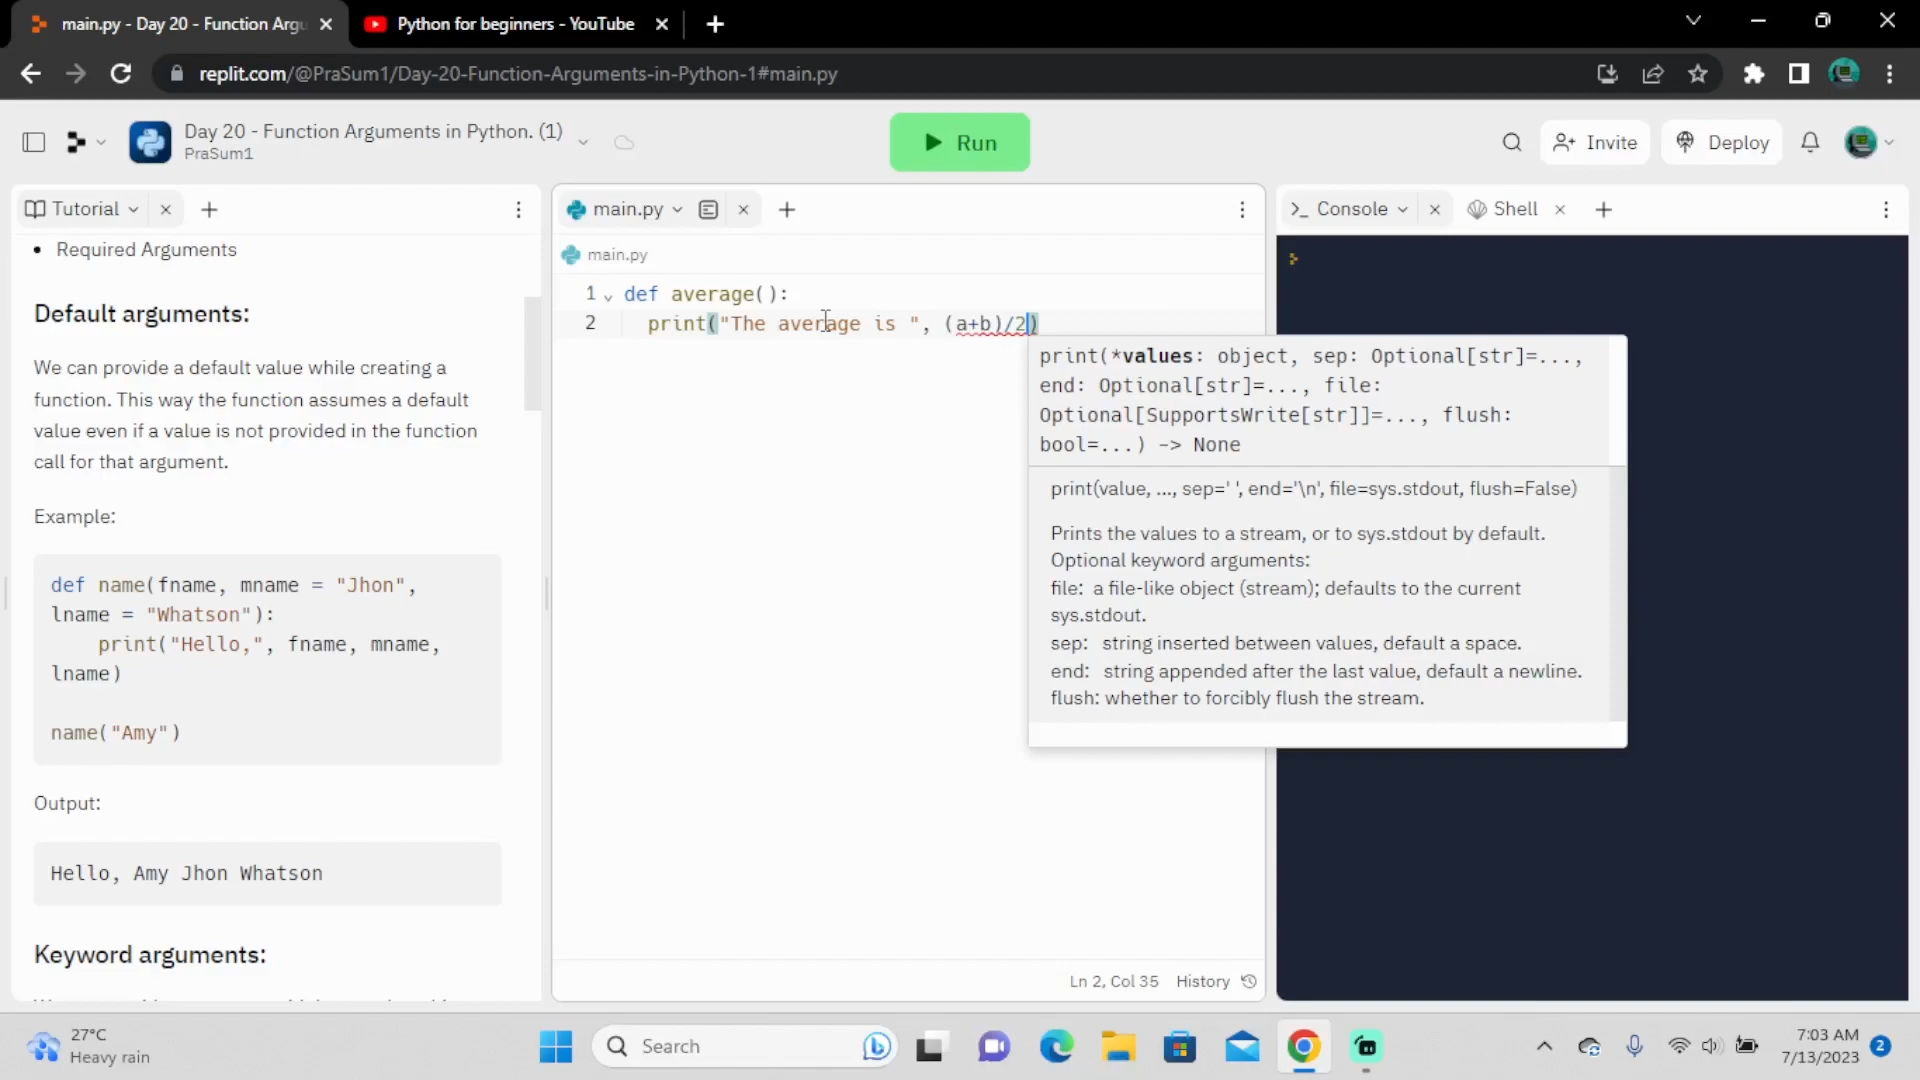 main.py - Day 20 - Function Argu
Python for beginners - YouTube
replit.com/@PraSum1/Day-20-Function-Arguments-in-Python-1#main.py
Day 20 - Function Arguments in Python. (1)
PraSum1
Run
Invite
Deploy
Tutorial
main.py
Console
Shell
Required Arguments
Default arguments:
We can provide a default value while creating a
function. This way the function assumes a default
value even if a value is not provided in the function
call for that argument.
Example:
def name(fname, mname = "Jhon",
lname = "Whatson"):
print("Hello,", fname, mname,
lname)
name("Amy")
Output:
Hello, Amy Jhon Whatson
Keyword arguments:
main.py
1 def average():
2 print("The average is ", (a+b)/2)
print(*values: object, sep: Optional[str]=...,
end: Optional[str]=..., file:
Optional[SupportsWrite[str]]=..., flush:
bool=...) -> None
print(value, ..., sep=' ', end='\n', file=sys.stdout, flush=False)
Prints the values to a stream, or to sys.stdout by default.
Optional keyword arguments:
file: a file-like object (stream); defaults to the current
sys.stdout.
sep: string inserted between values, default a space.
end: string appended after the last value, default a newline.
flush: whether to forcibly flush the stream.
Ln 2, Col 35 History
27°C
Heavy rain
Search
7:03 AM
7/13/2023
2